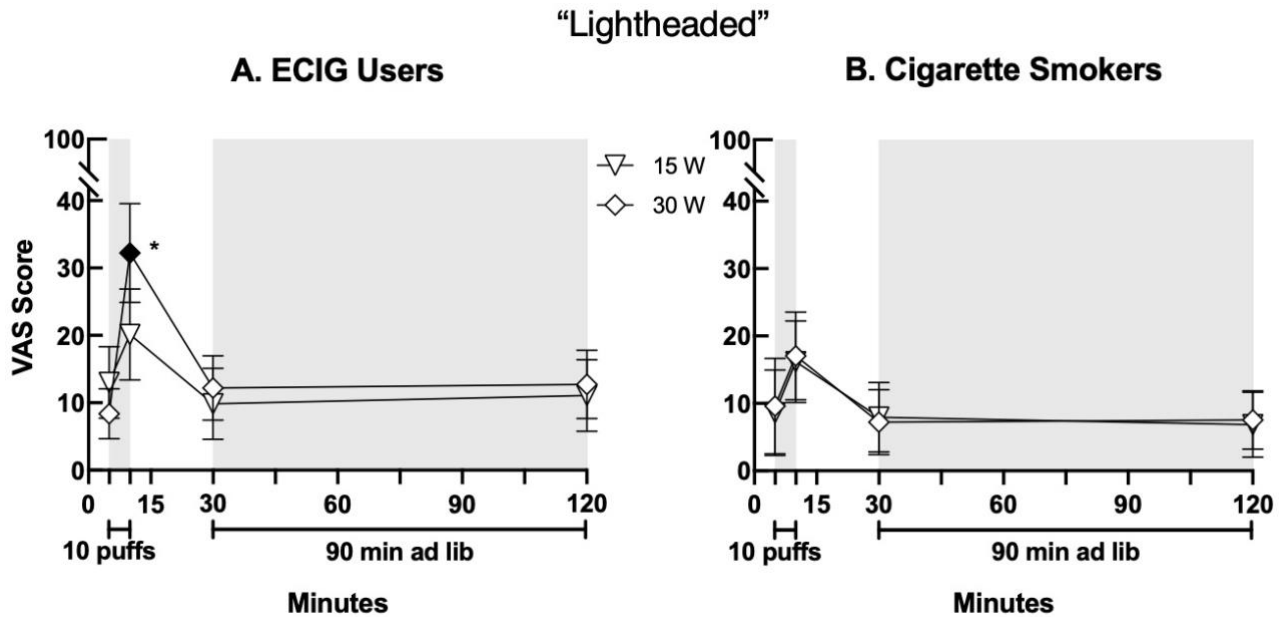 “Lightheaded”
A. ECIG Users
B. Cigarette Smokers
VAS Score
100
40
30
20
10
0
*
15 W
30 W
100
40
30
20
10
0
0 15 30 60 90 120
10 puffs 90 min ad lib
Minutes
0 15 30 60 90 120
10 puffs 90 min ad lib
Minutes